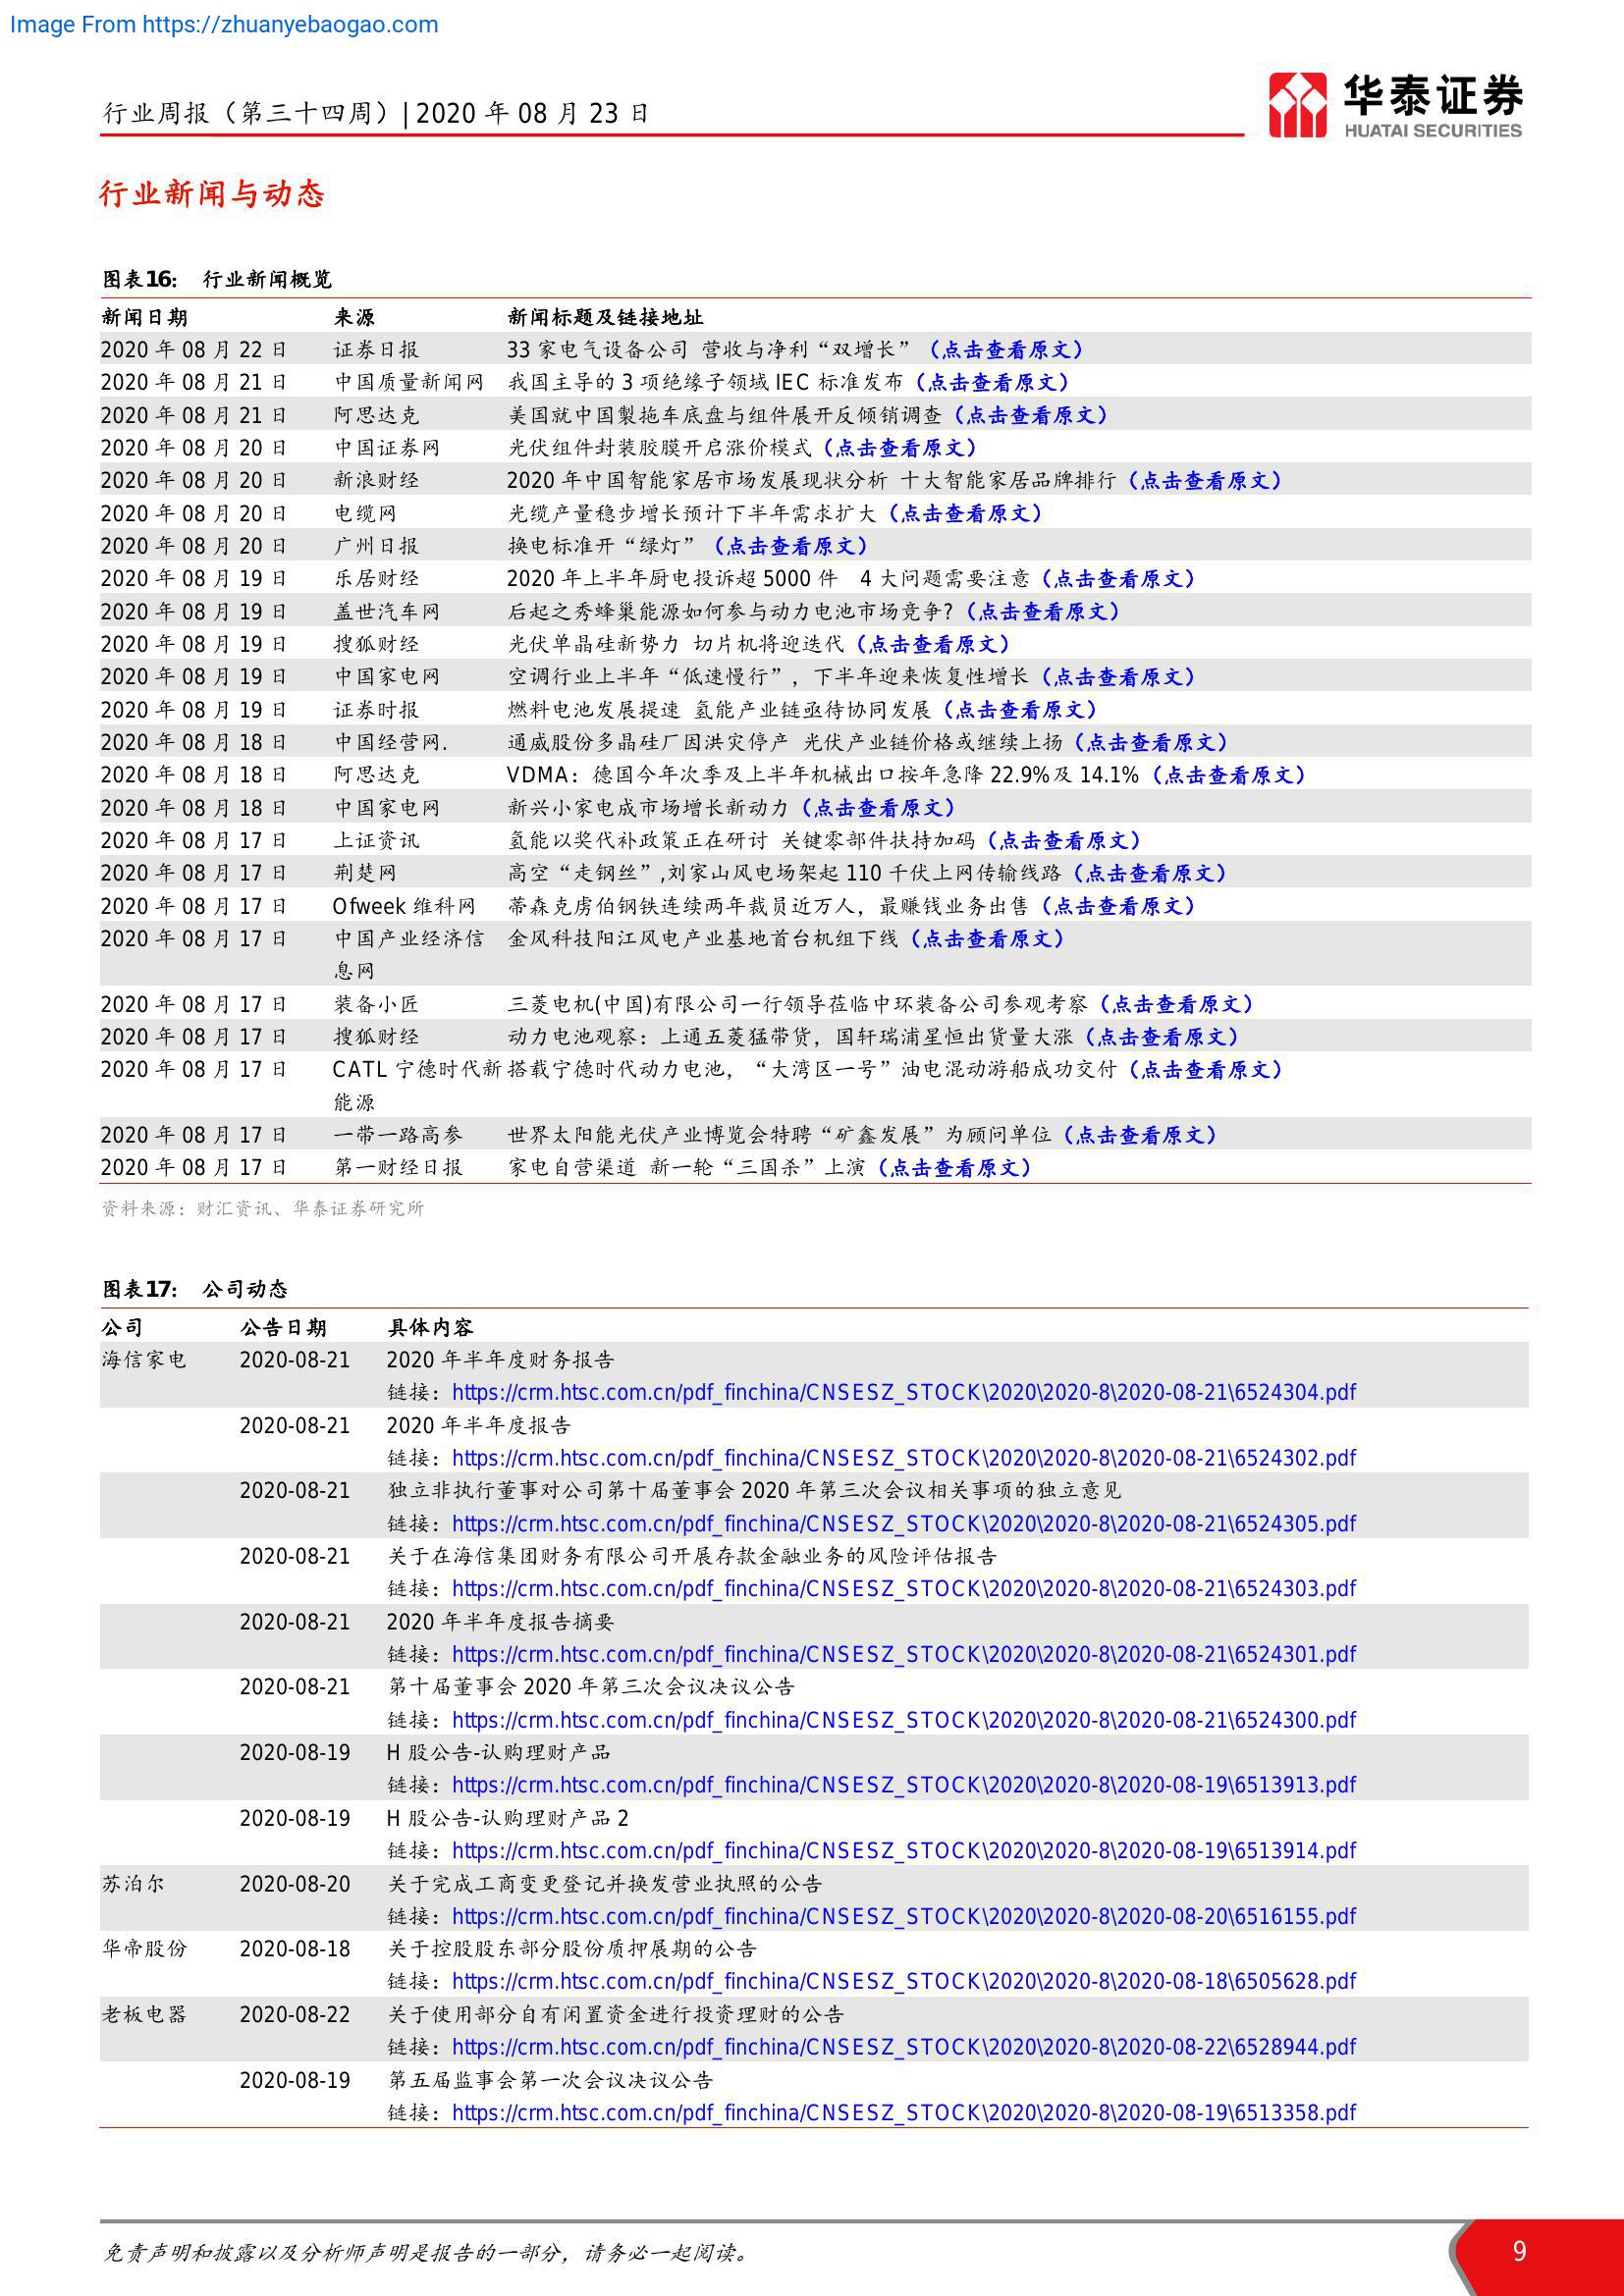 Image From https://zhuanyebaogao.com
行业周报（第三十四周）| 2020 年 08 月 23 日
华泰证券
HUATAI SECURITIES
行业新闻与动态
图表16： 行业新闻概览
新闻日期 来源 新闻标题及链接地址
2020 年 08 月 22 日 证券日报 33 家电气设备公司 营收与净利“双增长”（点击查看原文）
2020 年 08 月 21 日 中国质量新闻网 我国主导的 3 项绝缘子领域 IEC 标准发布（点击查看原文）
2020 年 08 月 21 日 阿思达克 美国就中国製拖车底盘与组件展开反倾销调查（点击查看原文）
2020 年 08 月 20 日 中国证券网 光伏组件封装胶膜开启涨价模式（点击查看原文）
2020 年 08 月 20 日 新浪财经 2020 年中国智能家居市场发展现状分析 十大智能家居品牌排行（点击查看原文）
2020 年 08 月 20 日 电缆网 光缆产量稳步增长预计下半年需求扩大（点击查看原文）
2020 年 08 月 20 日 广州日报 换电标准开“绿灯”（点击查看原文）
2020 年 08 月 19 日 乐居财经 2020 年上半年厨电投诉超 5000 件 4 大问题需要注意（点击查看原文）
2020 年 08 月 19 日 盖世汽车网 后起之秀蜂巢能源如何参与动力电池市场竞争?（点击查看原文）
2020 年 08 月 19 日 搜狐财经 光伏单晶硅新势力 切片机将迎迭代（点击查看原文）
2020 年 08 月 19 日 中国家电网 空调行业上半年“低速慢行”，下半年迎来恢复性增长（点击查看原文）
2020 年 08 月 19 日 证券时报 燃料电池发展提速 氢能产业链亟待协同发展（点击查看原文）
2020 年 08 月 18 日 中国经营网. 通威股份多晶硅厂因洪灾停产 光伏产业链价格或继续上扬（点击查看原文）
2020 年 08 月 18 日 阿思达克 VDMA：德国今年次季及上半年机械出口按年急降 22.9%及 14.1%（点击查看原文）
2020 年 08 月 18 日 中国家电网 新兴小家电成市场增长新动力（点击查看原文）
2020 年 08 月 17 日 上证资讯 氢能以奖代补政策正在研讨 关键零部件扶持加码（点击查看原文）
2020 年 08 月 17 日 荆楚网 高空“走钢丝”,刘家山风电场架起 110 千伏上网传输线路（点击查看原文）
2020 年 08 月 17 日 Ofweek 维科网 蒂森克虏伯钢铁连续两年裁员近万人，最赚钱业务出售（点击查看原文）
2020 年 08 月 17 日 中国产业经济信 金风科技阳江风电产业基地首台机组下线（点击查看原文）
息网
2020 年 08 月 17 日 装备小匠 三菱电机(中国)有限公司一行领导莅临中环装备公司参观考察（点击查看原文）
2020 年 08 月 17 日 搜狐财经 动力电池观察：上通五菱猛带货，国轩瑞浦星恒出货量大涨（点击查看原文）
2020 年 08 月 17 日 CATL 宁德时代新 搭载宁德时代动力电池，“大湾区一号”油电混动游船成功交付（点击查看原文）
能源
2020 年 08 月 17 日 一带一路高参 世界太阳能光伏产业博览会特聘“矿鑫发展”为顾问单位（点击查看原文）
2020 年 08 月 17 日 第一财经日报 家电自营渠道 新一轮“三国杀”上演（点击查看原文）
资料来源：财汇资讯、华泰证券研究所
图表17： 公司动态
公司 公告日期 具体内容
海信家电 2020-08-21 2020 年半年度财务报告
链接：https://crm.htsc.com.cn/pdf_finchina/CNSESZ_STOCK\2020\2020-8\2020-08-21\6524304.pdf
2020-08-21 2020 年半年度报告
链接：https://crm.htsc.com.cn/pdf_finchina/CNSESZ_STOCK\2020\2020-8\2020-08-21\6524302.pdf
2020-08-21 独立非执行董事对公司第十届董事会 2020 年第三次会议相关事项的独立意见
链接：https://crm.htsc.com.cn/pdf_finchina/CNSESZ_STOCK\2020\2020-8\2020-08-21\6524305.pdf
2020-08-21 关于在海信集团财务有限公司开展存款金融业务的风险评估报告
链接：https://crm.htsc.com.cn/pdf_finchina/CNSESZ_STOCK\2020\2020-8\2020-08-21\6524303.pdf
2020-08-21 2020 年半年度报告摘要
链接：https://crm.htsc.com.cn/pdf_finchina/CNSESZ_STOCK\2020\2020-8\2020-08-21\6524301.pdf
2020-08-21 第十届董事会 2020 年第三次会议决议公告
链接：https://crm.htsc.com.cn/pdf_finchina/CNSESZ_STOCK\2020\2020-8\2020-08-21\6524300.pdf
2020-08-19 H 股公告-认购理财产品
链接：https://crm.htsc.com.cn/pdf_finchina/CNSESZ_STOCK\2020\2020-8\2020-08-19\6513913.pdf
2020-08-19 H 股公告-认购理财产品 2
链接：https://crm.htsc.com.cn/pdf_finchina/CNSESZ_STOCK\2020\2020-8\2020-08-19\6513914.pdf
苏泊尔 2020-08-20 关于完成工商变更登记并换发营业执照的公告
链接：https://crm.htsc.com.cn/pdf_finchina/CNSESZ_STOCK\2020\2020-8\2020-08-20\6516155.pdf
华帝股份 2020-08-18 关于控股股东部分股份质押展期的公告
链接：https://crm.htsc.com.cn/pdf_finchina/CNSESZ_STOCK\2020\2020-8\2020-08-18\6505628.pdf
老板电器 2020-08-22 关于使用部分自有闲置资金进行投资理财的公告
链接：https://crm.htsc.com.cn/pdf_finchina/CNSESZ_STOCK\2020\2020-8\2020-08-22\6528944.pdf
2020-08-19 第五届监事会第一次会议决议公告
链接：https://crm.htsc.com.cn/pdf_finchina/CNSESZ_STOCK\2020\2020-8\2020-08-19\6513358.pdf
免责声明和披露以及分析师声明是报告的一部分，请务必一起阅读。 9